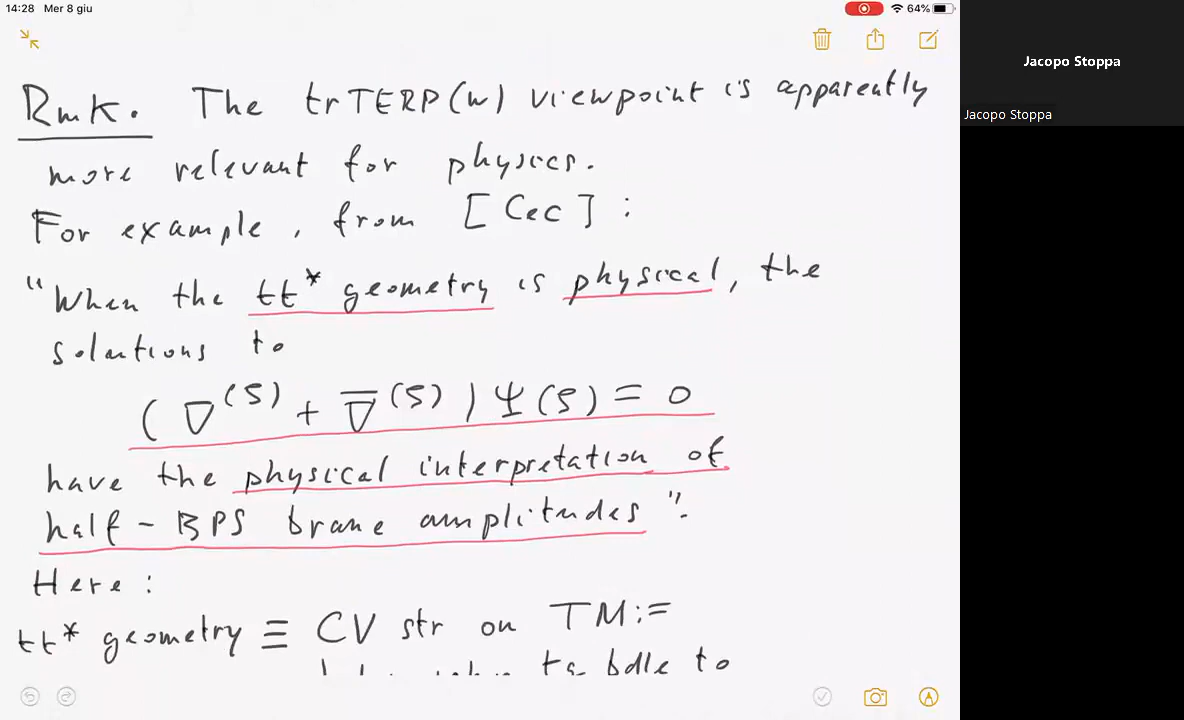 14:28 Mer 8 giu
64%
Rmk. The trTERP(w) viewpoint is apparently
more relevant for physics.
For example, from [Cec]:
"When the tt* geometry is physical, the
solutions to
(∇^(ζ) + ∇̅^(ζ)) Ψ(ζ) = 0
have the physical interpretation of
half-BPS brane amplitudes".
Here:
tt* geometry ≡ CV str on TM :=
bdle to
Jacopo Stoppa
Jacopo Stoppa